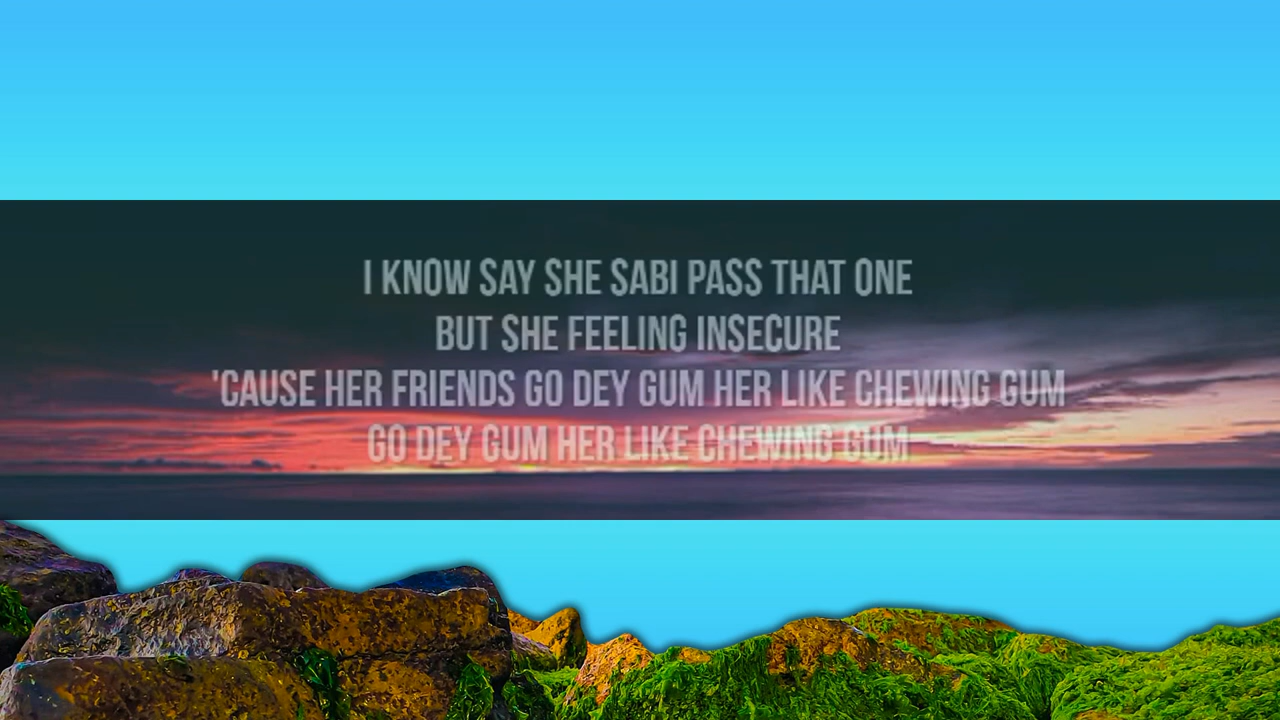 I KNOW SAY SHE SABI PASS THAT ONE
BUT SHE FEELING INSECURE
'CAUSE HER FRIENDS GO DEY GUM HER LIKE CHEWING GUM
GO DEY GUM HER LIKE CHEWING GUM